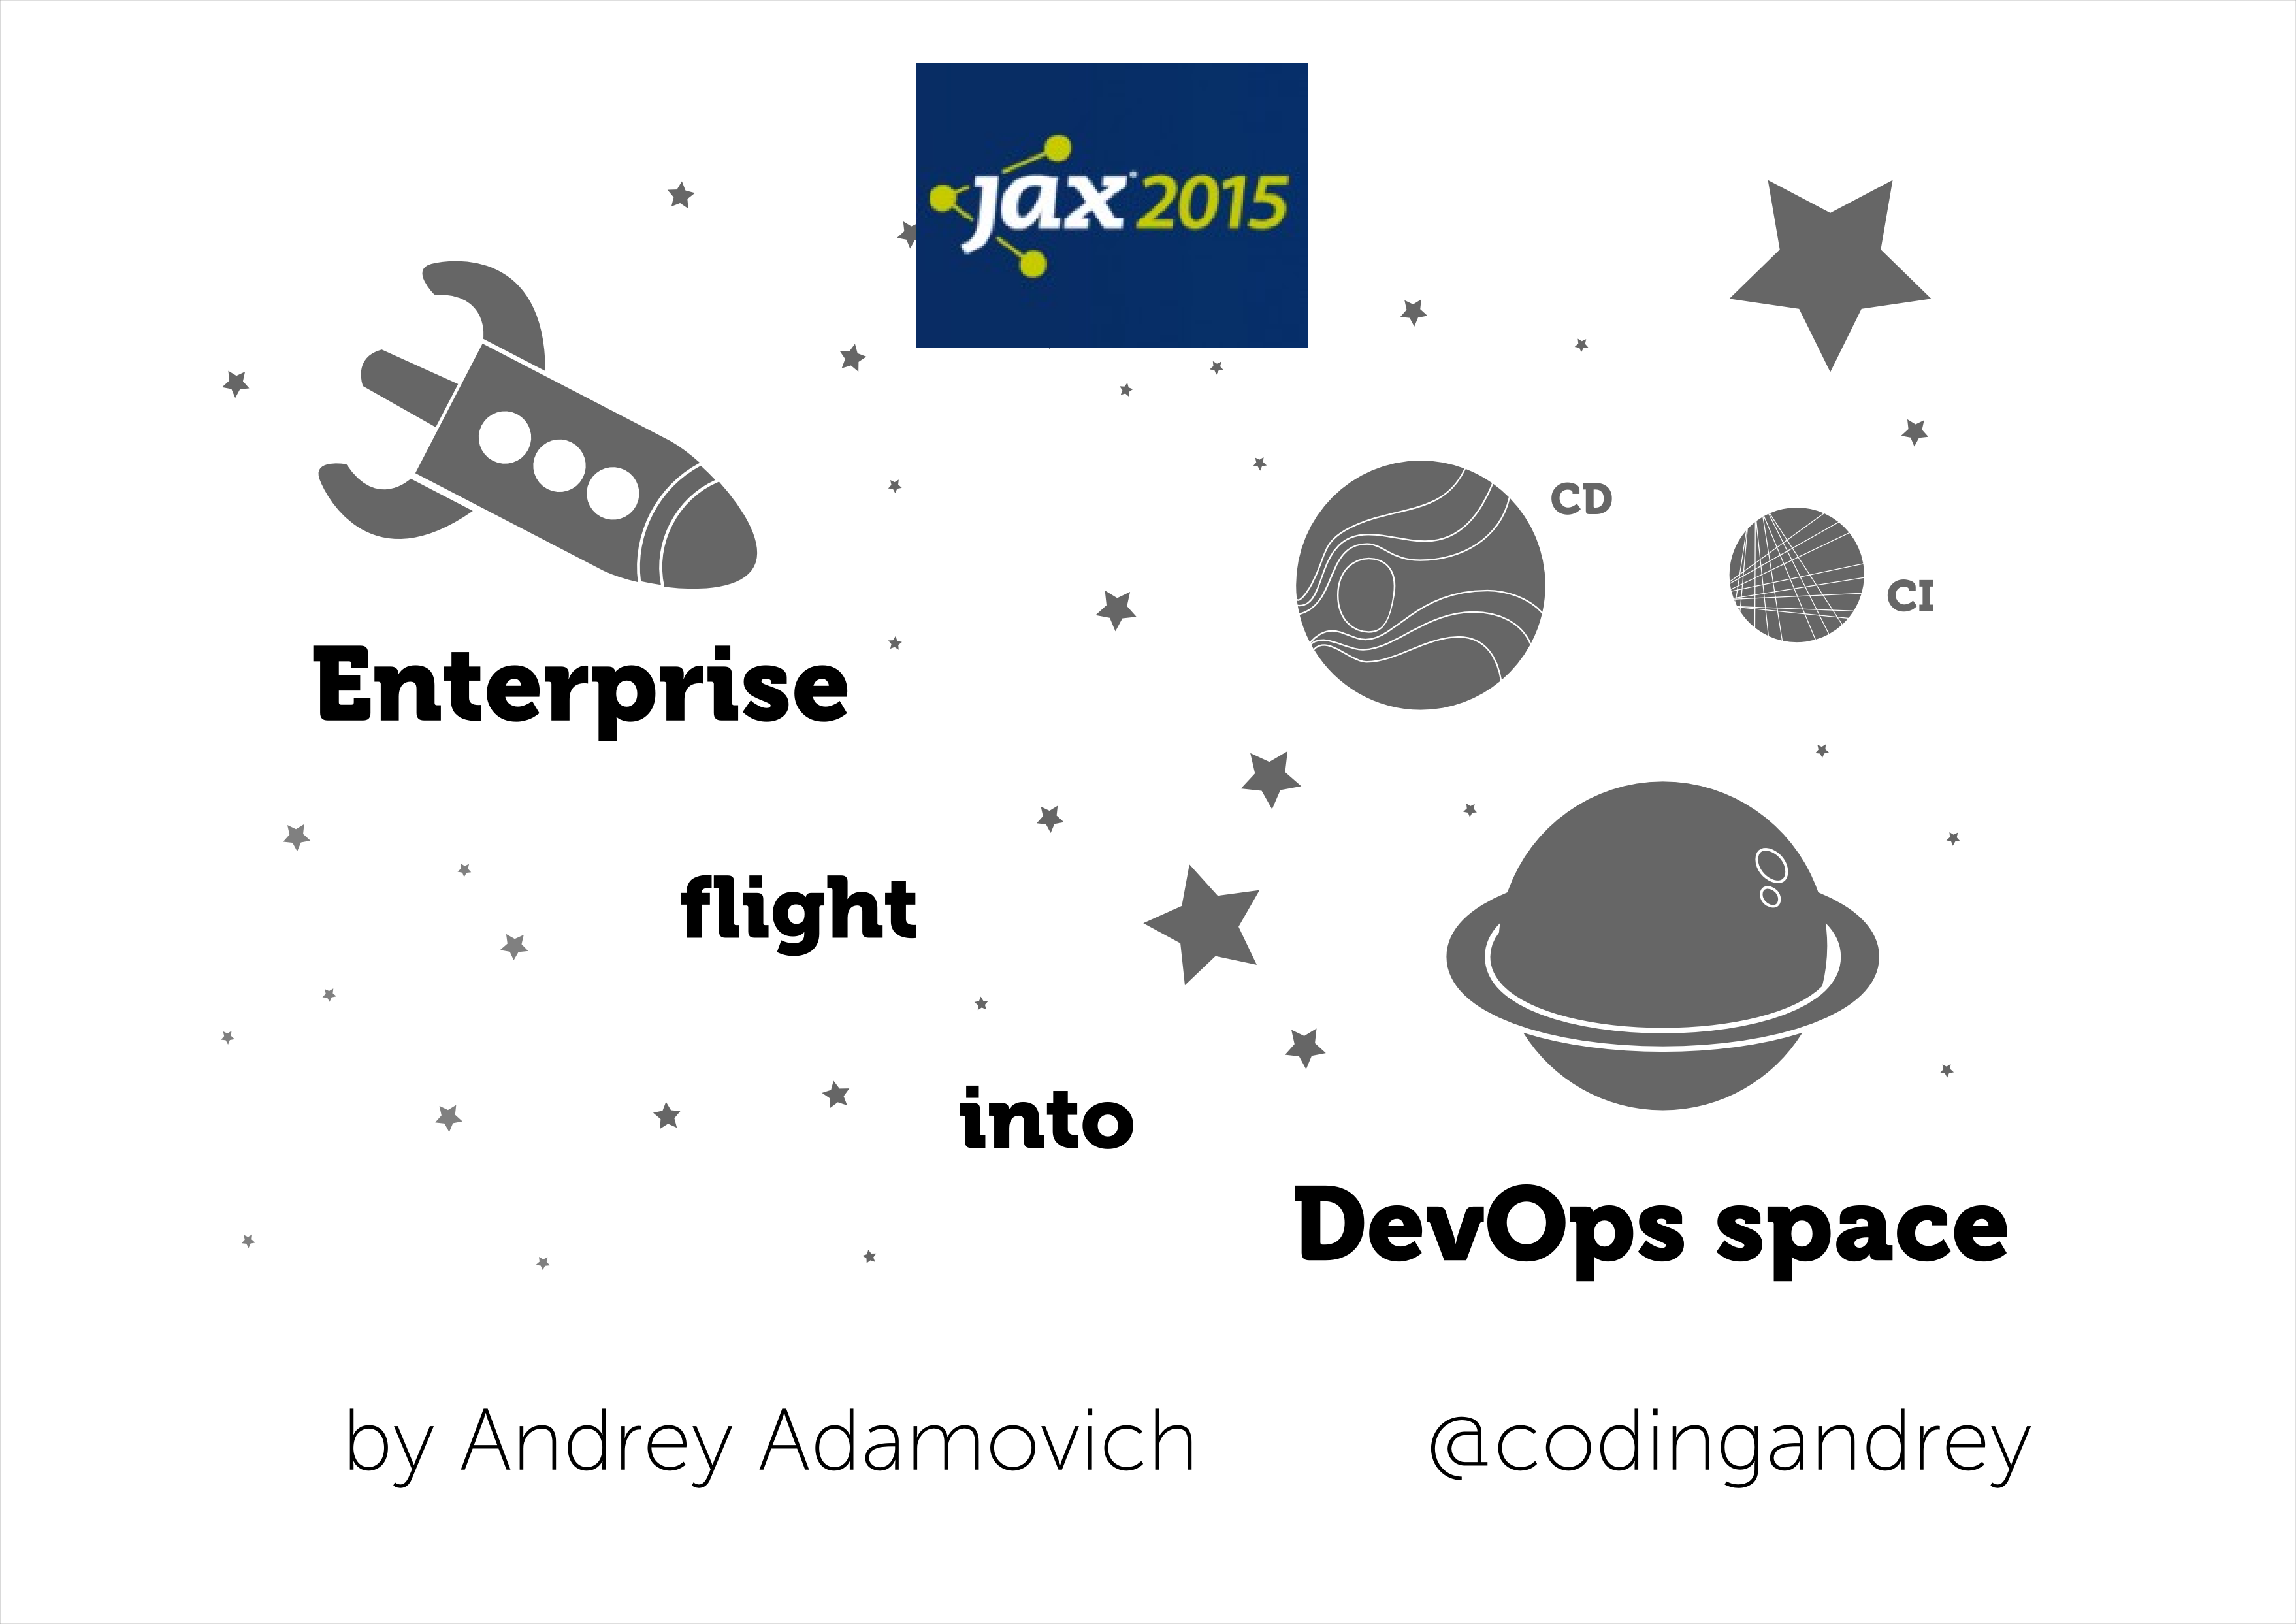 jax 2015
CD
CI
Enterprise
flight
into
DevOps space
by Andrey Adamovich
@codingandrey